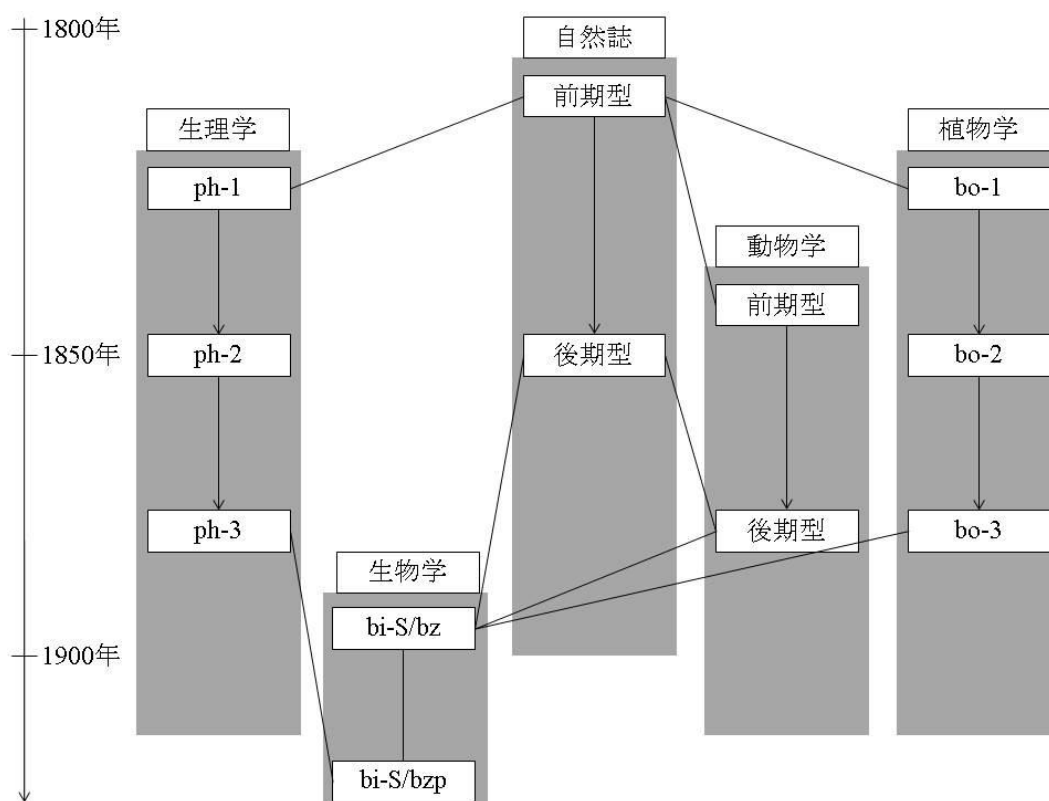 1800年
自然誌
前期型
生理学
植物学
ph-1
bo-1
動物学
前期型
1850年
ph-2
後期型
bo-2
ph-3
後期型
bo-3
生物学
bi-S/bz
1900年
bi-S/bzp